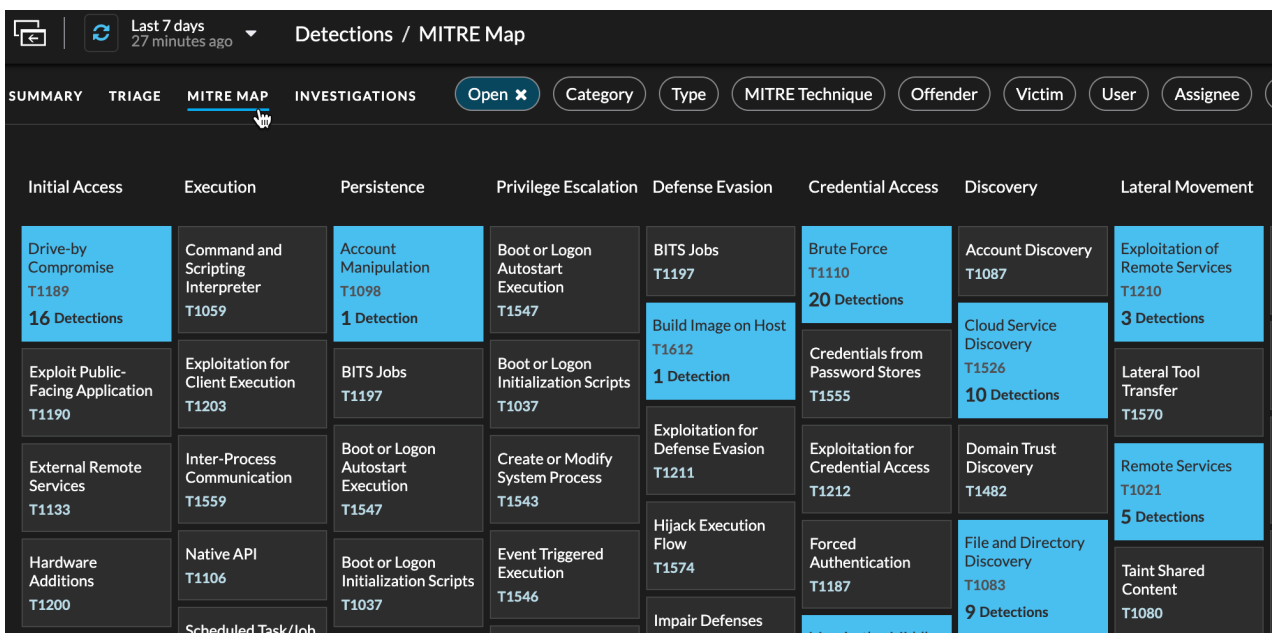 Last 7 days
27 minutes ago
Detections / MITRE Map
SUMMARY TRIAGE MITRE MAP INVESTIGATIONS Open × Category Type MITRE Technique Offender Victim User Assignee
Initial Access
Drive-by
Compromise
T1189
16 Detections
Exploit Public-
Facing Application
T1190
External Remote
Services
T1133
Hardware
Additions
T1200
Execution
Command and
Scripting
Interpreter
T1059
Exploitation for
Client Execution
T1203
Inter-Process
Communication
T1559
Native API
T1106
Scheduled Task/Job
Persistence
Account
Manipulation
T1098
1 Detection
BITS Jobs
T1197
Boot or Logon
Autostart
Execution
T1547
Boot or Logon
Initialization Scripts
T1037
Privilege Escalation
Boot or Logon
Autostart
Execution
T1547
Boot or Logon
Initialization Scripts
T1037
Create or Modify
System Process
T1543
Event Triggered
Execution
T1546
Defense Evasion
BITS Jobs
T1197
Build Image on Host
T1612
1 Detection
Exploitation for
Defense Evasion
T1211
Hijack Execution
Flow
T1574
Impair Defenses
Credential Access
Brute Force
T1110
20 Detections
Credentials from
Password Stores
T1555
Exploitation for
Credential Access
T1212
Forced
Authentication
T1187
Discovery
Account Discovery
T1087
Cloud Service
Discovery
T1526
10 Detections
Domain Trust
Discovery
T1482
File and Directory
Discovery
T1083
9 Detections
Lateral Movement
Exploitation of
Remote Services
T1210
3 Detections
Lateral Tool
Transfer
T1570
Remote Services
T1021
5 Detections
Taint Shared
Content
T1080